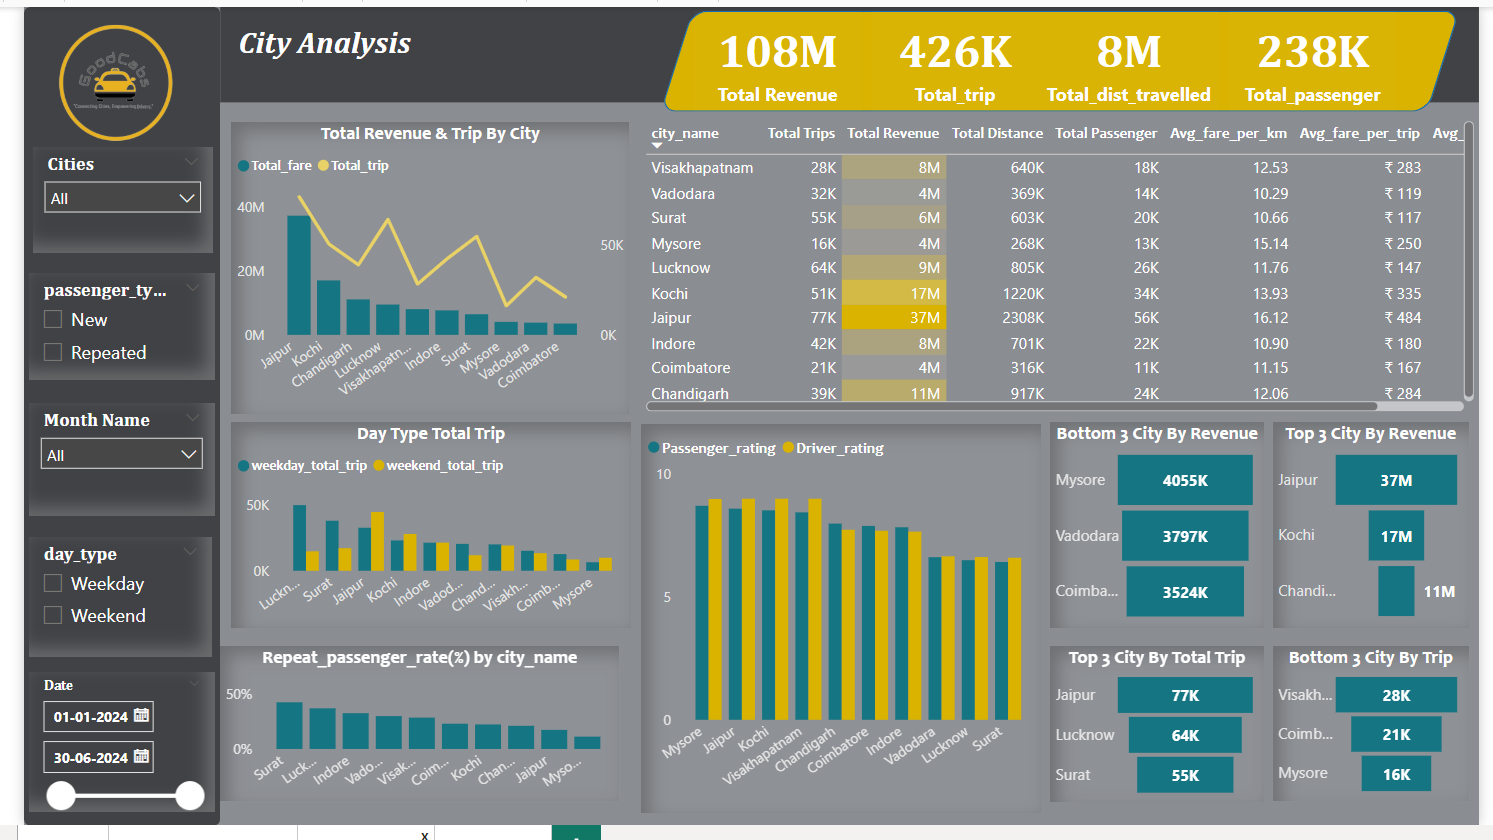 GoodCabs
"Connecting Cities, Empowering Riders."
City Analysis
108M
Total Revenue
426K
Total_trip
8M
Total_dist_travelled
238K
Total_passenger
Cities
All
passenger_ty...
New
Repeated
Month Name
All
day_type
Weekday
Weekend
Date
01-01-2024
30-06-2024
Total Revenue & Trip By City
Total_fare Total_trip
40M
20M
0M
50K
0K
Jaipur
Kochi
Chandigarh
Lucknow
Visakhapatn...
Indore
Surat
Mysore
Vadodara
Coimbatore
city_name Total Trips Total Revenue Total Distance Total Passenger Avg_fare_per_km Avg_fare_per_trip Avg_
Visakhapatnam 28K 8M 640K 18K 12.53 ₹ 283
Vadodara 32K 4M 369K 14K 10.29 ₹ 119
Surat 55K 6M 603K 20K 10.66 ₹ 117
Mysore 16K 4M 268K 13K 15.14 ₹ 250
Lucknow 64K 9M 805K 26K 11.76 ₹ 147
Kochi 51K 17M 1220K 34K 13.93 ₹ 335
Jaipur 77K 37M 2308K 56K 16.12 ₹ 484
Indore 42K 8M 701K 22K 10.90 ₹ 180
Coimbatore 21K 4M 316K 11K 11.15 ₹ 167
Chandigarh 39K 11M 917K 24K 12.06 ₹ 284
Day Type Total Trip
weekday_total_trip weekend_total_trip
50K
0K
Luckn...
Surat
Jaipur
Kochi
Indore
Vadod...
Chand...
Visakh...
Coimb...
Mysore
Repeat_passenger_rate(%) by city_name
50%
0%
Surat
Luck...
Indore
Vado...
Visak...
Coim...
Kochi
Chan...
Jaipur
Myso...
Passenger_rating Driver_rating
10
5
0
Mysore
Jaipur
Kochi
Visakhapatnam
Chandigarh
Coimbatore
Indore
Vadodara
Lucknow
Surat
Bottom 3 City By Revenue
Mysore 4055K
Vadodara 3797K
Coimba... 3524K
Top 3 City By Revenue
Jaipur 37M
Kochi 17M
Chandi... 11M
Top 3 City By Total Trip
Jaipur 77K
Lucknow 64K
Surat 55K
Bottom 3 City By Trip
Visakh... 28K
Coimb... 21K
Mysore 16K
x